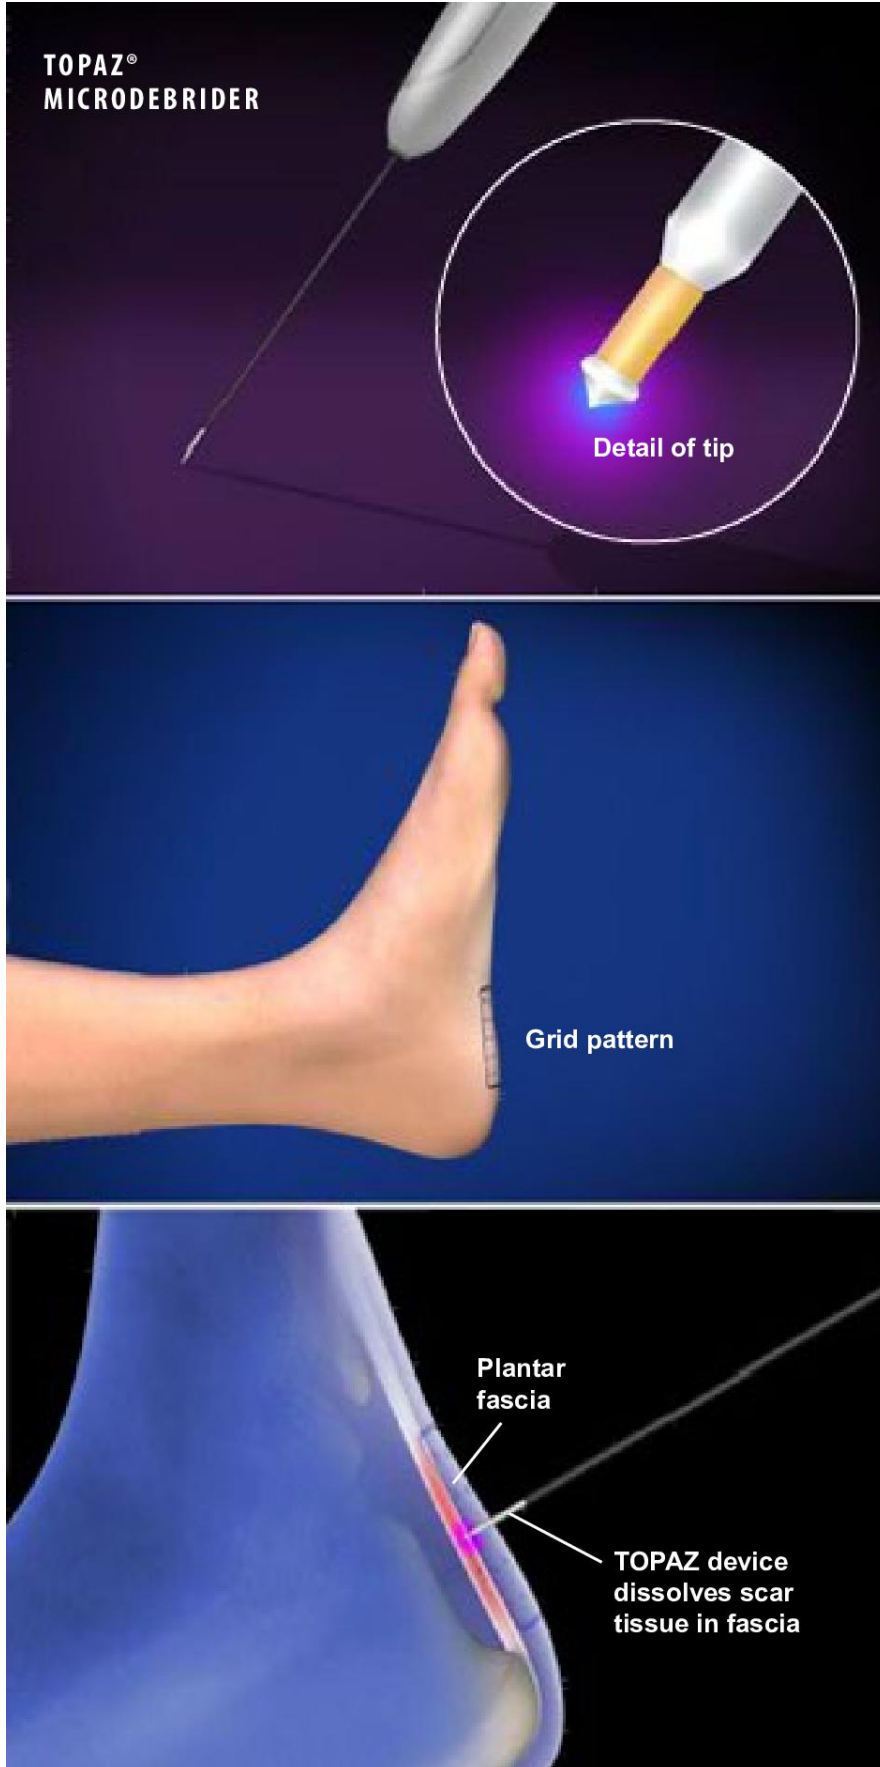 TOPAZ®
MICRODEBRIDER
Detail of tip
Grid pattern
Plantar
fascia
TOPAZ device
dissolves scar
tissue in fascia